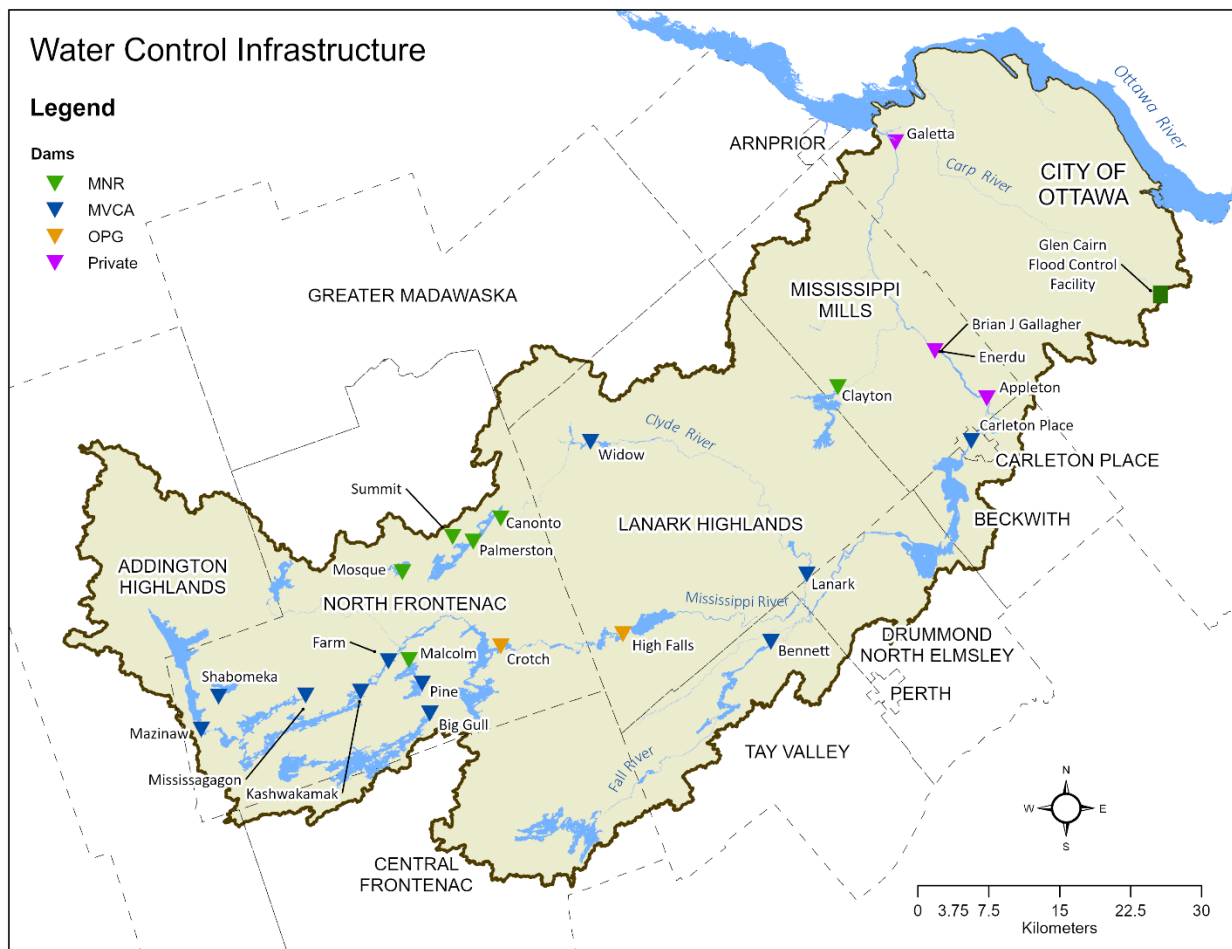 Water Control Infrastructure
Legend
Dams
MNR
MVCA
OPG
Private
Ottawa River
ARNPRIOR
Galetta
Carp River
CITY OF
OTTAWA
Glen Cairn
Flood Control
Facility
GREATER MADAWASKA
MISSISSIPPI
MILLS
Brian J Gallagher
Enerdu
Clayton
Appleton
Carleton Place
CARLETON PLACE
Clyde River
Widow
Summit
Canonto
Palmerston
LANARK HIGHLANDS
BECKWITH
ADDINGTON
HIGHLANDS
Mosque
NORTH FRONTENAC
Lanark
Mississippi River
Farm
Malcolm
Crotch
High Falls
Bennett
DRUMMOND
NORTH ELMSLEY
PERTH
Shabomeka
Pine
Big Gull
Mazinaw
Mississagagon
Kashwakamak
TAY VALLEY
Fall River
CENTRAL
FRONTENAC
N
W E
S
0 3.75 7.5 15 22.5 30
Kilometers